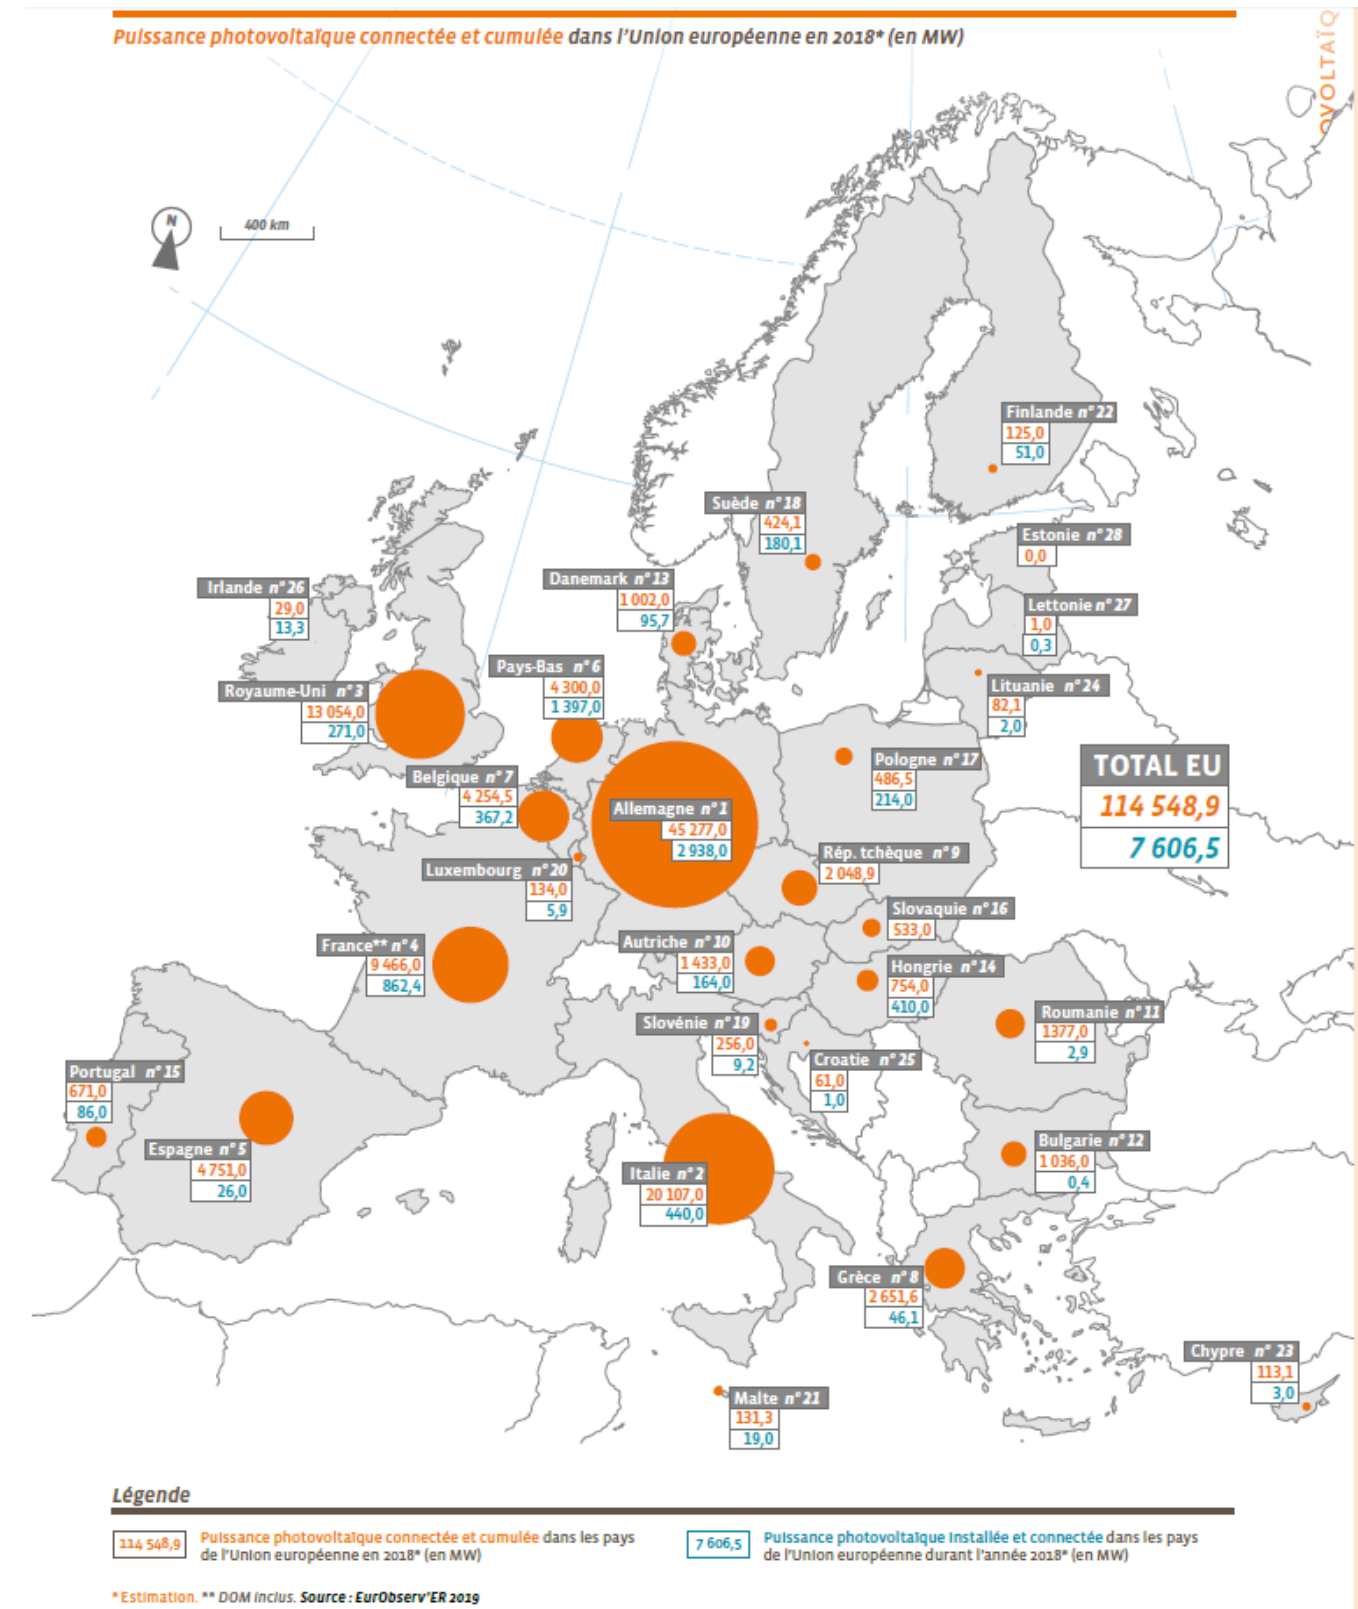 Puissance photovoltaïque connectée et cumulée dans l'Union européenne en 2018* (en MW)
OVOLTAÏQ
N
400 km
Finlande n° 22
125,0
51,0
Suède n° 18
424,1
180,1
Estonie n° 28
0,0
Irlande n° 26
29,0
13,3
Danemark n° 13
1 002,0
95,7
Lettonie n° 27
1,0
0,3
Pays-Bas n° 6
4 300,0
1 397,0
Royaume-Uni n° 3
13 054,0
271,0
Lituanie n° 24
82,1
2,0
Belgique n° 7
4 254,5
367,2
Pologne n° 17
486,5
214,0
TOTAL EU
114 548,9
7 606,5
Allemagne n° 1
45 277,0
2 938,0
Rép. tchèque n° 9
2 048,9
Luxembourg n° 20
134,0
5,9
Slovaquie n° 16
533,0
France** n° 4
9 466,0
862,4
Autriche n° 10
1 433,0
164,0
Hongrie n° 14
754,0
410,0
Roumanie n° 11
1377,0
2,9
Slovénie n° 19
256,0
9,2
Croatie n° 25
61,0
1,0
Portugal n° 15
671,0
86,0
Espagne n° 5
4 751,0
26,0
Bulgarie n° 12
1 036,0
0,4
Italie n° 2
20 107,0
440,0
Grèce n° 8
2 651,6
46,1
Chypre n° 23
113,1
3,0
Malte n° 21
131,3
19,0
Légende
114 548,9
Puissance photovoltaïque connectée et cumulée dans les pays
de l'Union européenne en 2018* (en MW)
7 606,5
Puissance photovoltaïque installée et connectée dans les pays
de l'Union européenne durant l'année 2018* (en MW)
* Estimation. ** DOM inclus. Source : EurObserv'ER 2019